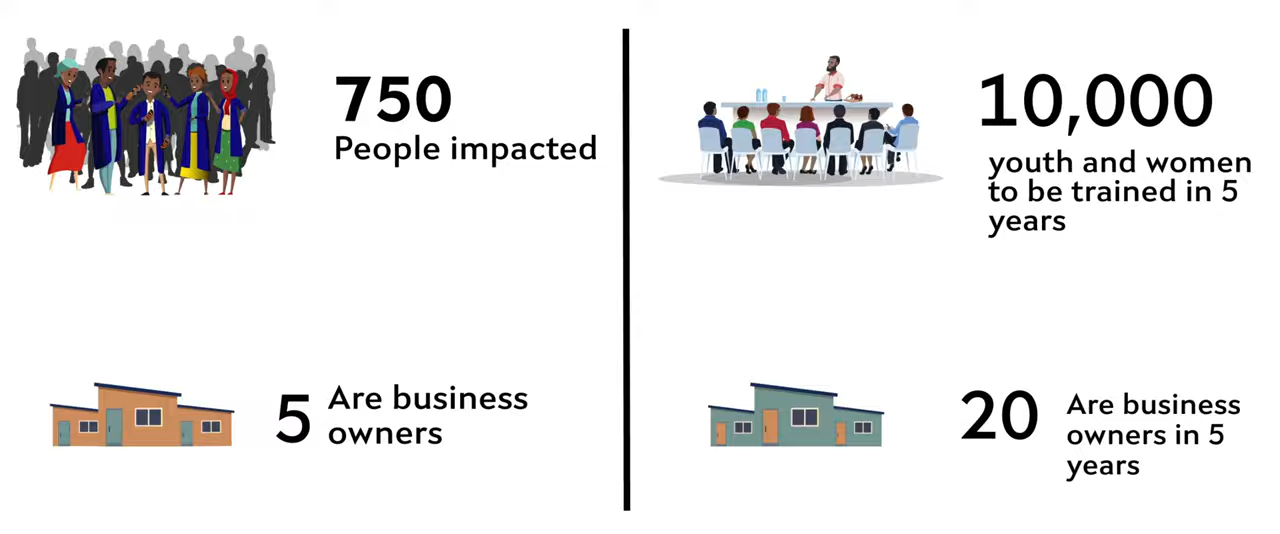 750
People impacted
5
Are business
owners
10,000
youth and women
to be trained in 5
years
20
Are business
owners in 5
years